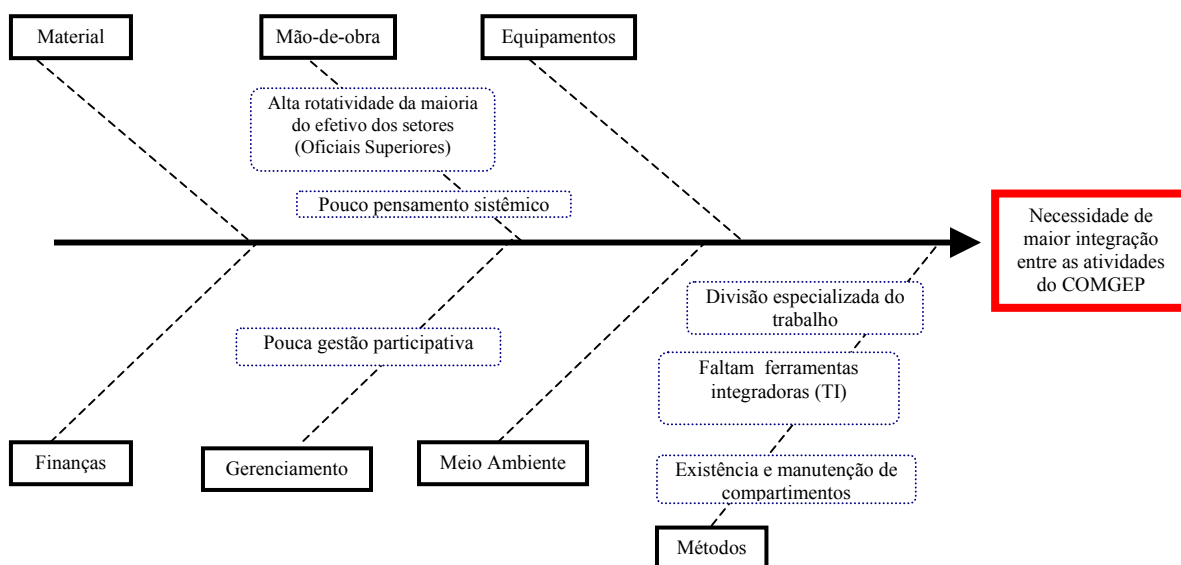 Material
Mão-de-obra
Equipamentos
Alta rotatividade da maioria
do efetivo dos setores
(Oficiais Superiores)
Pouco pensamento sistêmico
Necessidade de
maior integração
entre as atividades
do COMGEP
Divisão especializada do
trabalho
Pouca gestão participativa
Faltam ferramentas
integradoras (TI)
Finanças
Gerenciamento
Meio Ambiente
Existência e manutenção de
compartimentos
Métodos